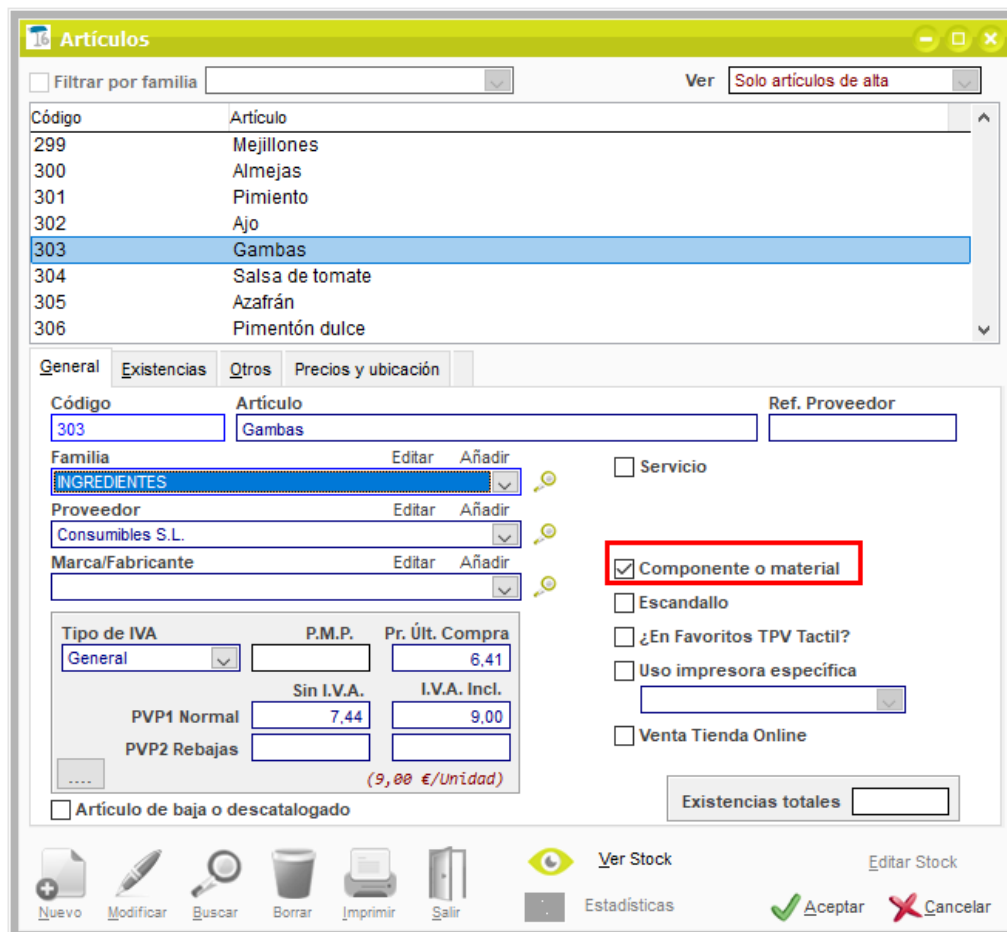 16 Artículos
Filtrar por familia Ver Solo artículos de alta
Código Artículo
299 Mejillones
300 Almejas
301 Pimiento
302 Ajo
303 Gambas
304 Salsa de tomate
305 Azafrán
306 Pimentón dulce
General Existencias Otros Precios y ubicación
Código Artículo Ref. Proveedor
303 Gambas
Familia Editar Añadir
INGREDIENTES
Servicio
Proveedor Editar Añadir
Consumibles S.L.
Marca/Fabricante Editar Añadir
Componente o material
Escandallo
¿En Favoritos TPV Tactil?
Uso impresora específica
Venta Tienda Online
Tipo de IVA P.M.P. Pr. Últ. Compra
General 6,41
Sin I.V.A. I.V.A. Incl.
PVP1 Normal 7,44 9,00
PVP2 Rebajas
.... (9,00 €/Unidad)
Artículo de baja o descatalogado
Existencias totales
Nuevo Modificar Buscar Borrar Imprimir Salir
Ver Stock Editar Stock
Estadísticas Aceptar Cancelar